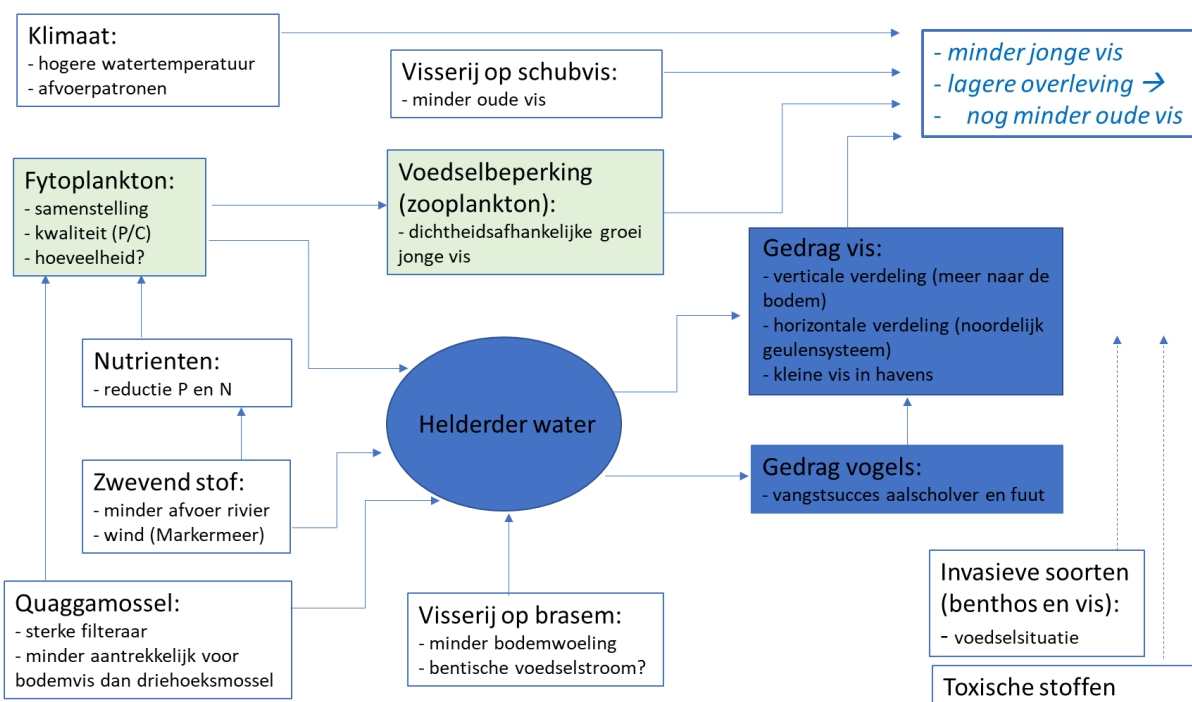 Klimaat:
- hogere watertemperatuur
- afvoerpatronen
Visserij op schubvis:
- minder oude vis
- minder jonge vis
- lagere overleving →
- nog minder oude vis
Fytoplankton:
- samenstelling
- kwaliteit (P/C)
- hoeveelheid?
Voedselbeperking
(zooplankton):
- dichtheidsafhankelijke groei
jonge vis
Gedrag vis:
- verticale verdeling (meer naar de
bodem)
- horizontale verdeling (noordelijk
geulensysteem)
- kleine vis in havens
Nutrienten:
- reductie P en N
Helderder water
Zwevend stof:
- minder afvoer rivier
- wind (Markermeer)
Gedrag vogels:
- vangstsucces aalscholver en fuut
Quaggamossel:
- sterke filteraar
- minder aantrekkelijk voor
bodemvis dan driehoeksmossel
Visserij op brasem:
- minder bodemwoeling
- bentische voedselstroom?
Invasieve soorten
(benthos en vis):
- voedselsituatie
Toxische stoffen